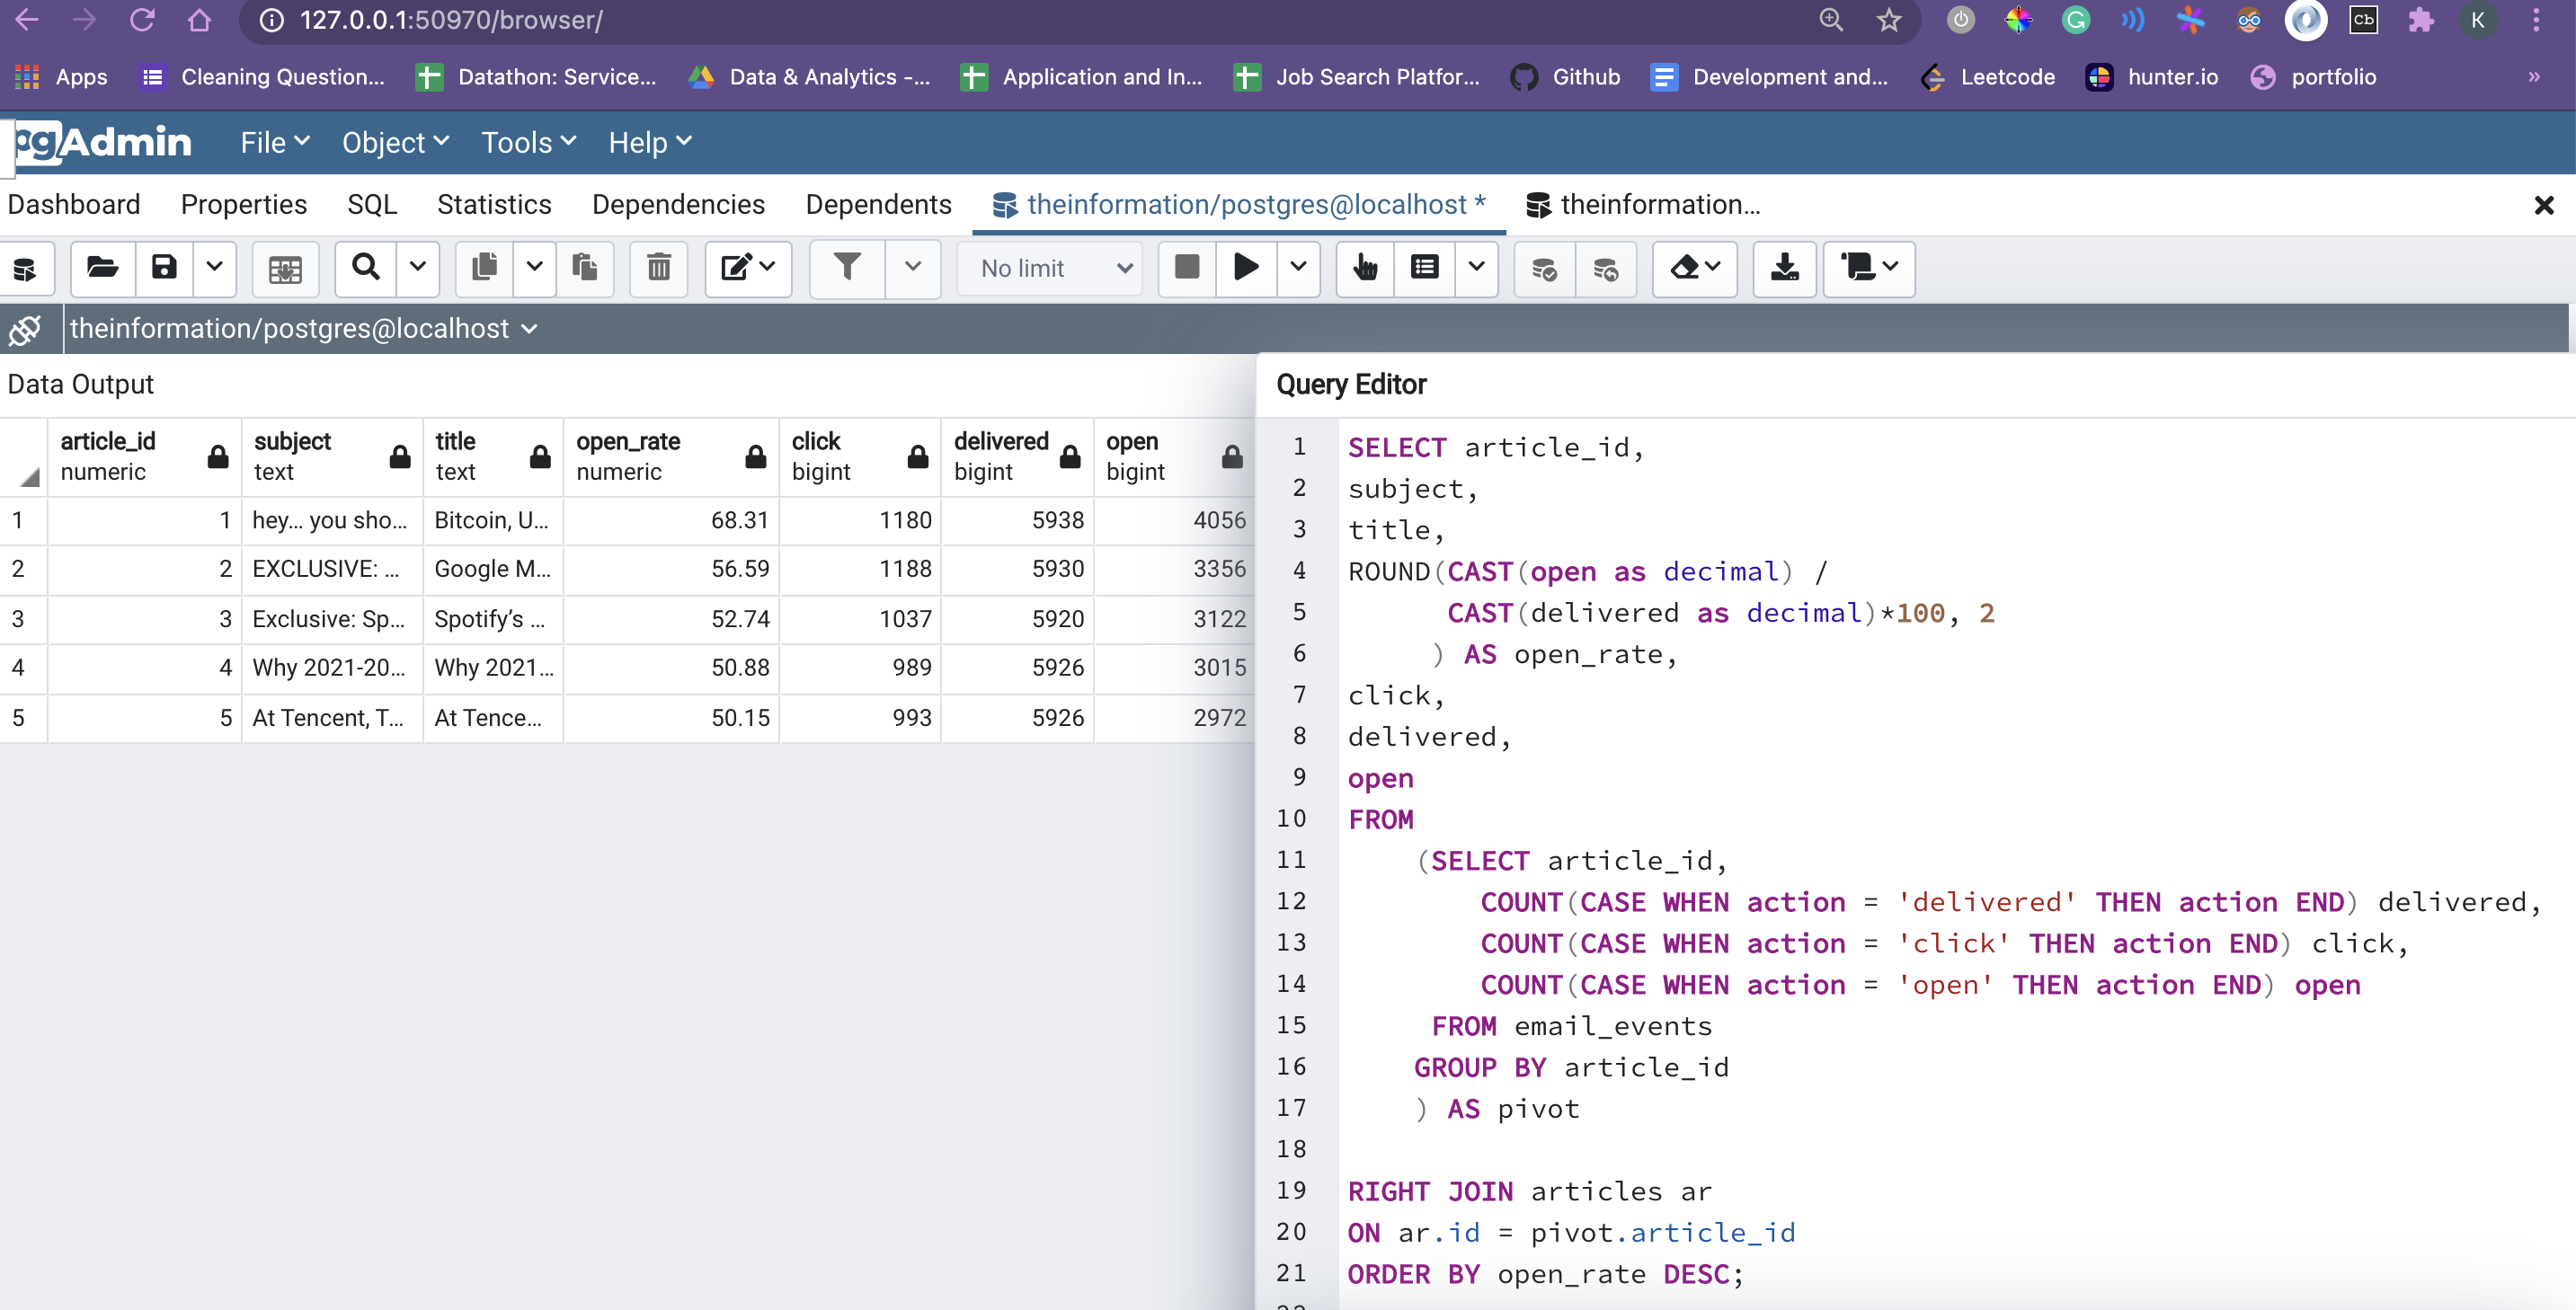 127.0.0.1:50970/browser/
Cb
K
Apps
Cleaning Question...
Datathon: Service...
Data & Analytics -...
Application and In...
Job Search Platfor...
Github
Development and...
Leetcode
hunter.io
portfolio
»
pgAdmin
File
Object
Tools
Help
Dashboard
Properties
SQL
Statistics
Dependencies
Dependents
theinformation/postgres@localhost *
theinformation...
No limit
theinformation/postgres@localhost
Data Output
article_id subject title open_rate click delivered open
numeric text text numeric bigint bigint bigint
1 1 hey... you sho... Bitcoin, U... 68.31 1180 5938 4056
2 2 EXCLUSIVE: ... Google M... 56.59 1188 5930 3356
3 3 Exclusive: Sp... Spotify’s ... 52.74 1037 5920 3122
4 4 Why 2021-20... Why 2021... 50.88 989 5926 3015
5 5 At Tencent, T... At Tence... 50.15 993 5926 2972
Query Editor
1 SELECT article_id,
2 subject,
3 title,
4 ROUND(CAST(open as decimal) /
5 CAST(delivered as decimal)*100, 2
6 ) AS open_rate,
7 click,
8 delivered,
9 open
10 FROM
11 (SELECT article_id,
12 COUNT(CASE WHEN action = 'delivered' THEN action END) delivered,
13 COUNT(CASE WHEN action = 'click' THEN action END) click,
14 COUNT(CASE WHEN action = 'open' THEN action END) open
15 FROM email_events
16 GROUP BY article_id
17 ) AS pivot
18
19 RIGHT JOIN articles ar
20 ON ar.id = pivot.article_id
21 ORDER BY open_rate DESC;